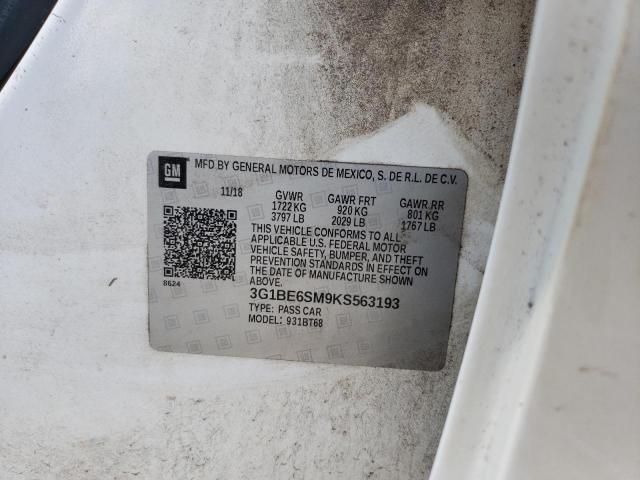 GM MFD BY GENERAL MOTORS DE MEXICO, S. DE R.L. DE C.V.
11/18 GVWR GAWR FRT GAWR RR
1722 KG 920 KG 801 KG
3797 LB 2029 LB 1767 LB
THIS VEHICLE CONFORMS TO ALL
APPLICABLE U.S. FEDERAL MOTOR
VEHICLE SAFETY, BUMPER, AND THEFT
PREVENTION STANDARDS IN EFFECT ON
THE DATE OF MANUFACTURE SHOWN
ABOVE.
8624
3G1BE6SM9KS563193
TYPE: PASS CAR
MODEL: 931BT68